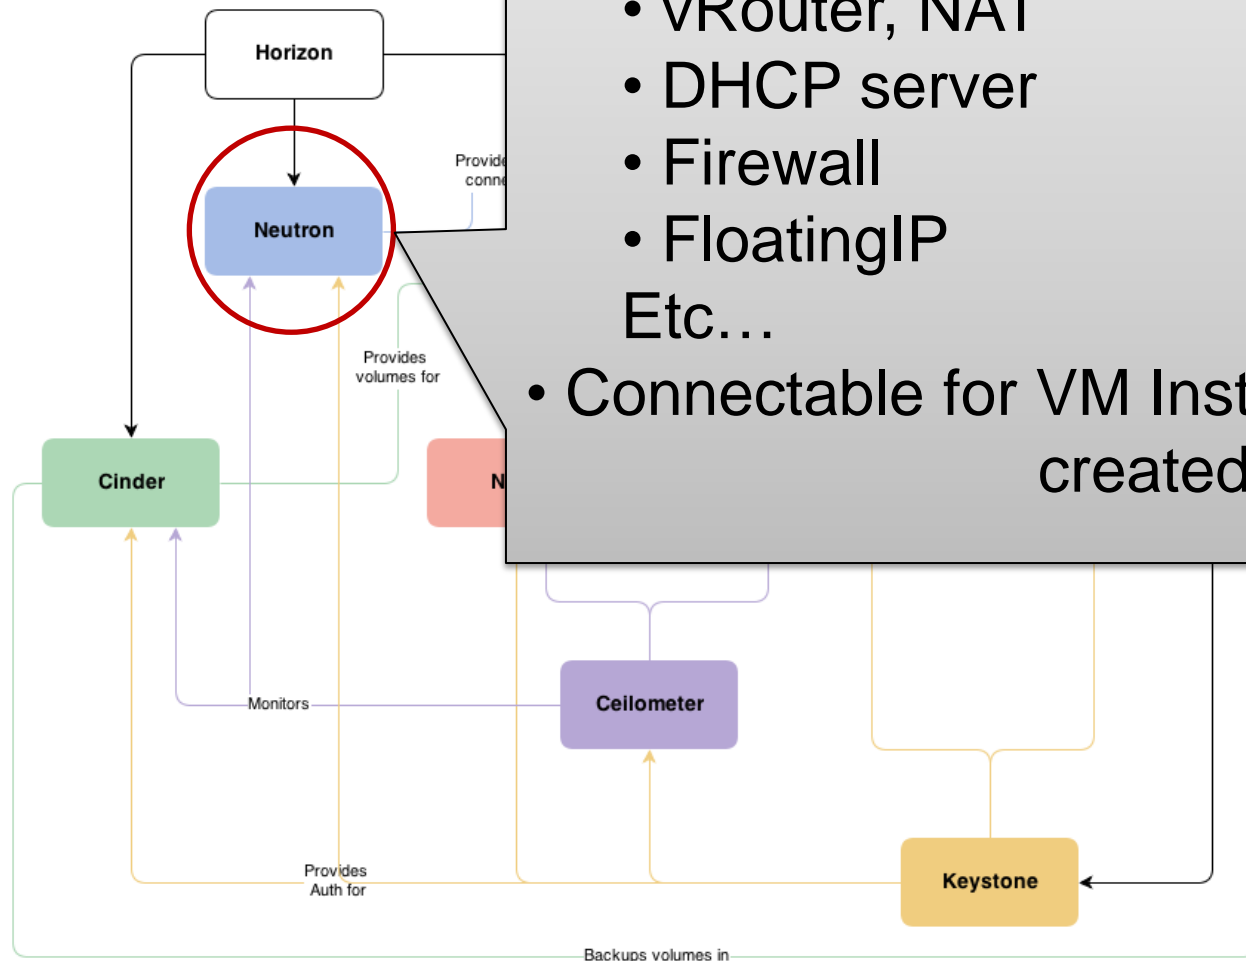 • vRouter, NAT
Horizon
• DHCP server
• Firewall
Neutron
• FloatingIP
Etc…
Provides
volumes for
• Connectable for VM
created
Cinder
Ceilometer
Monitors
Provides
Auth for
Keystone
Backups volumes in